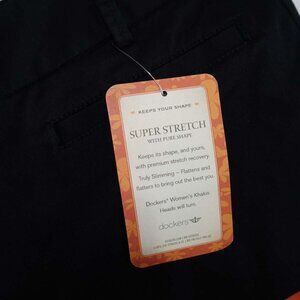 KEEPS YOUR SHAPE
SUPER STRETCH
WITH PURE SHAPE
Keeps its shape, and yours,
with premium stretch recovery.
Truly Slimming – Flattens and
flatters to bring out the best you.
Dockers® Women's Khakis
Heads will turn.
dockers